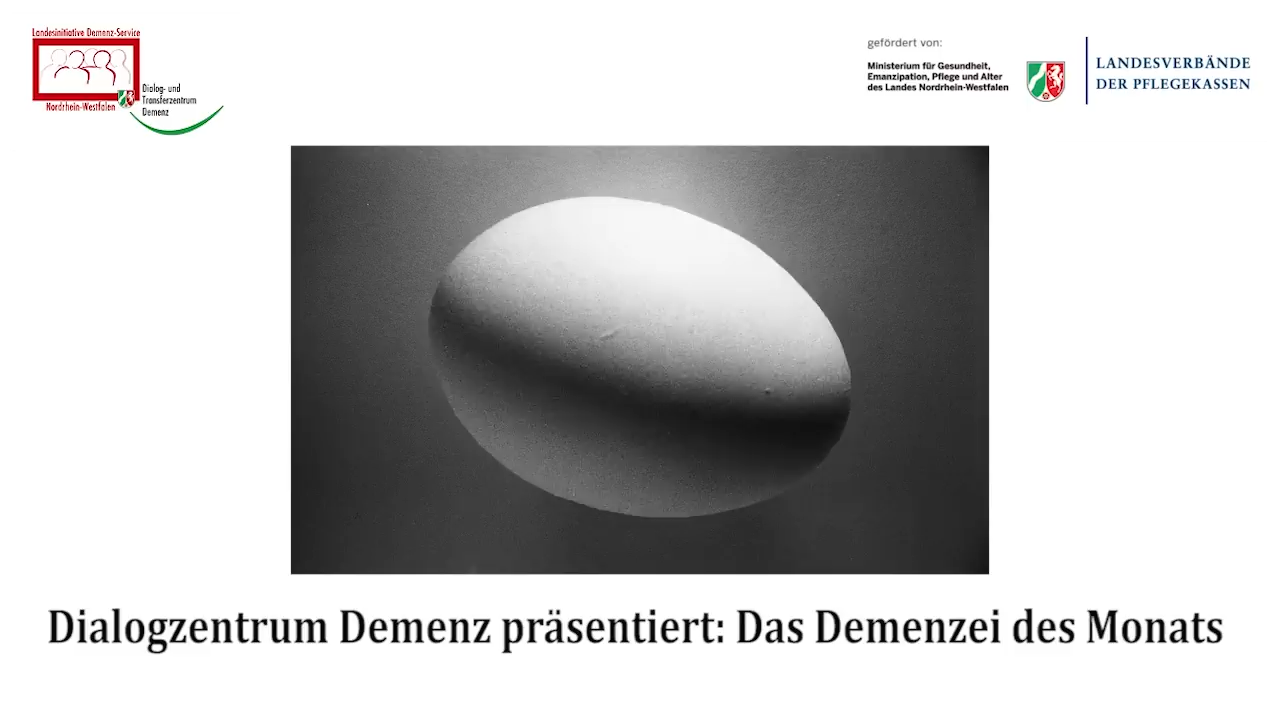 Landesinitiative Demenz-Service
Nordrhein-Westfalen
Dialog- und
Transferzentrum
Demenz
gefördert von:
Ministerium für Gesundheit,
Emanzipation, Pflege und Alter
des Landes Nordrhein-Westfalen
LANDESVERBÄNDE
DER PFLEGEKASSEN
Dialogzentrum Demenz präsentiert: Das Demenzei des Monats